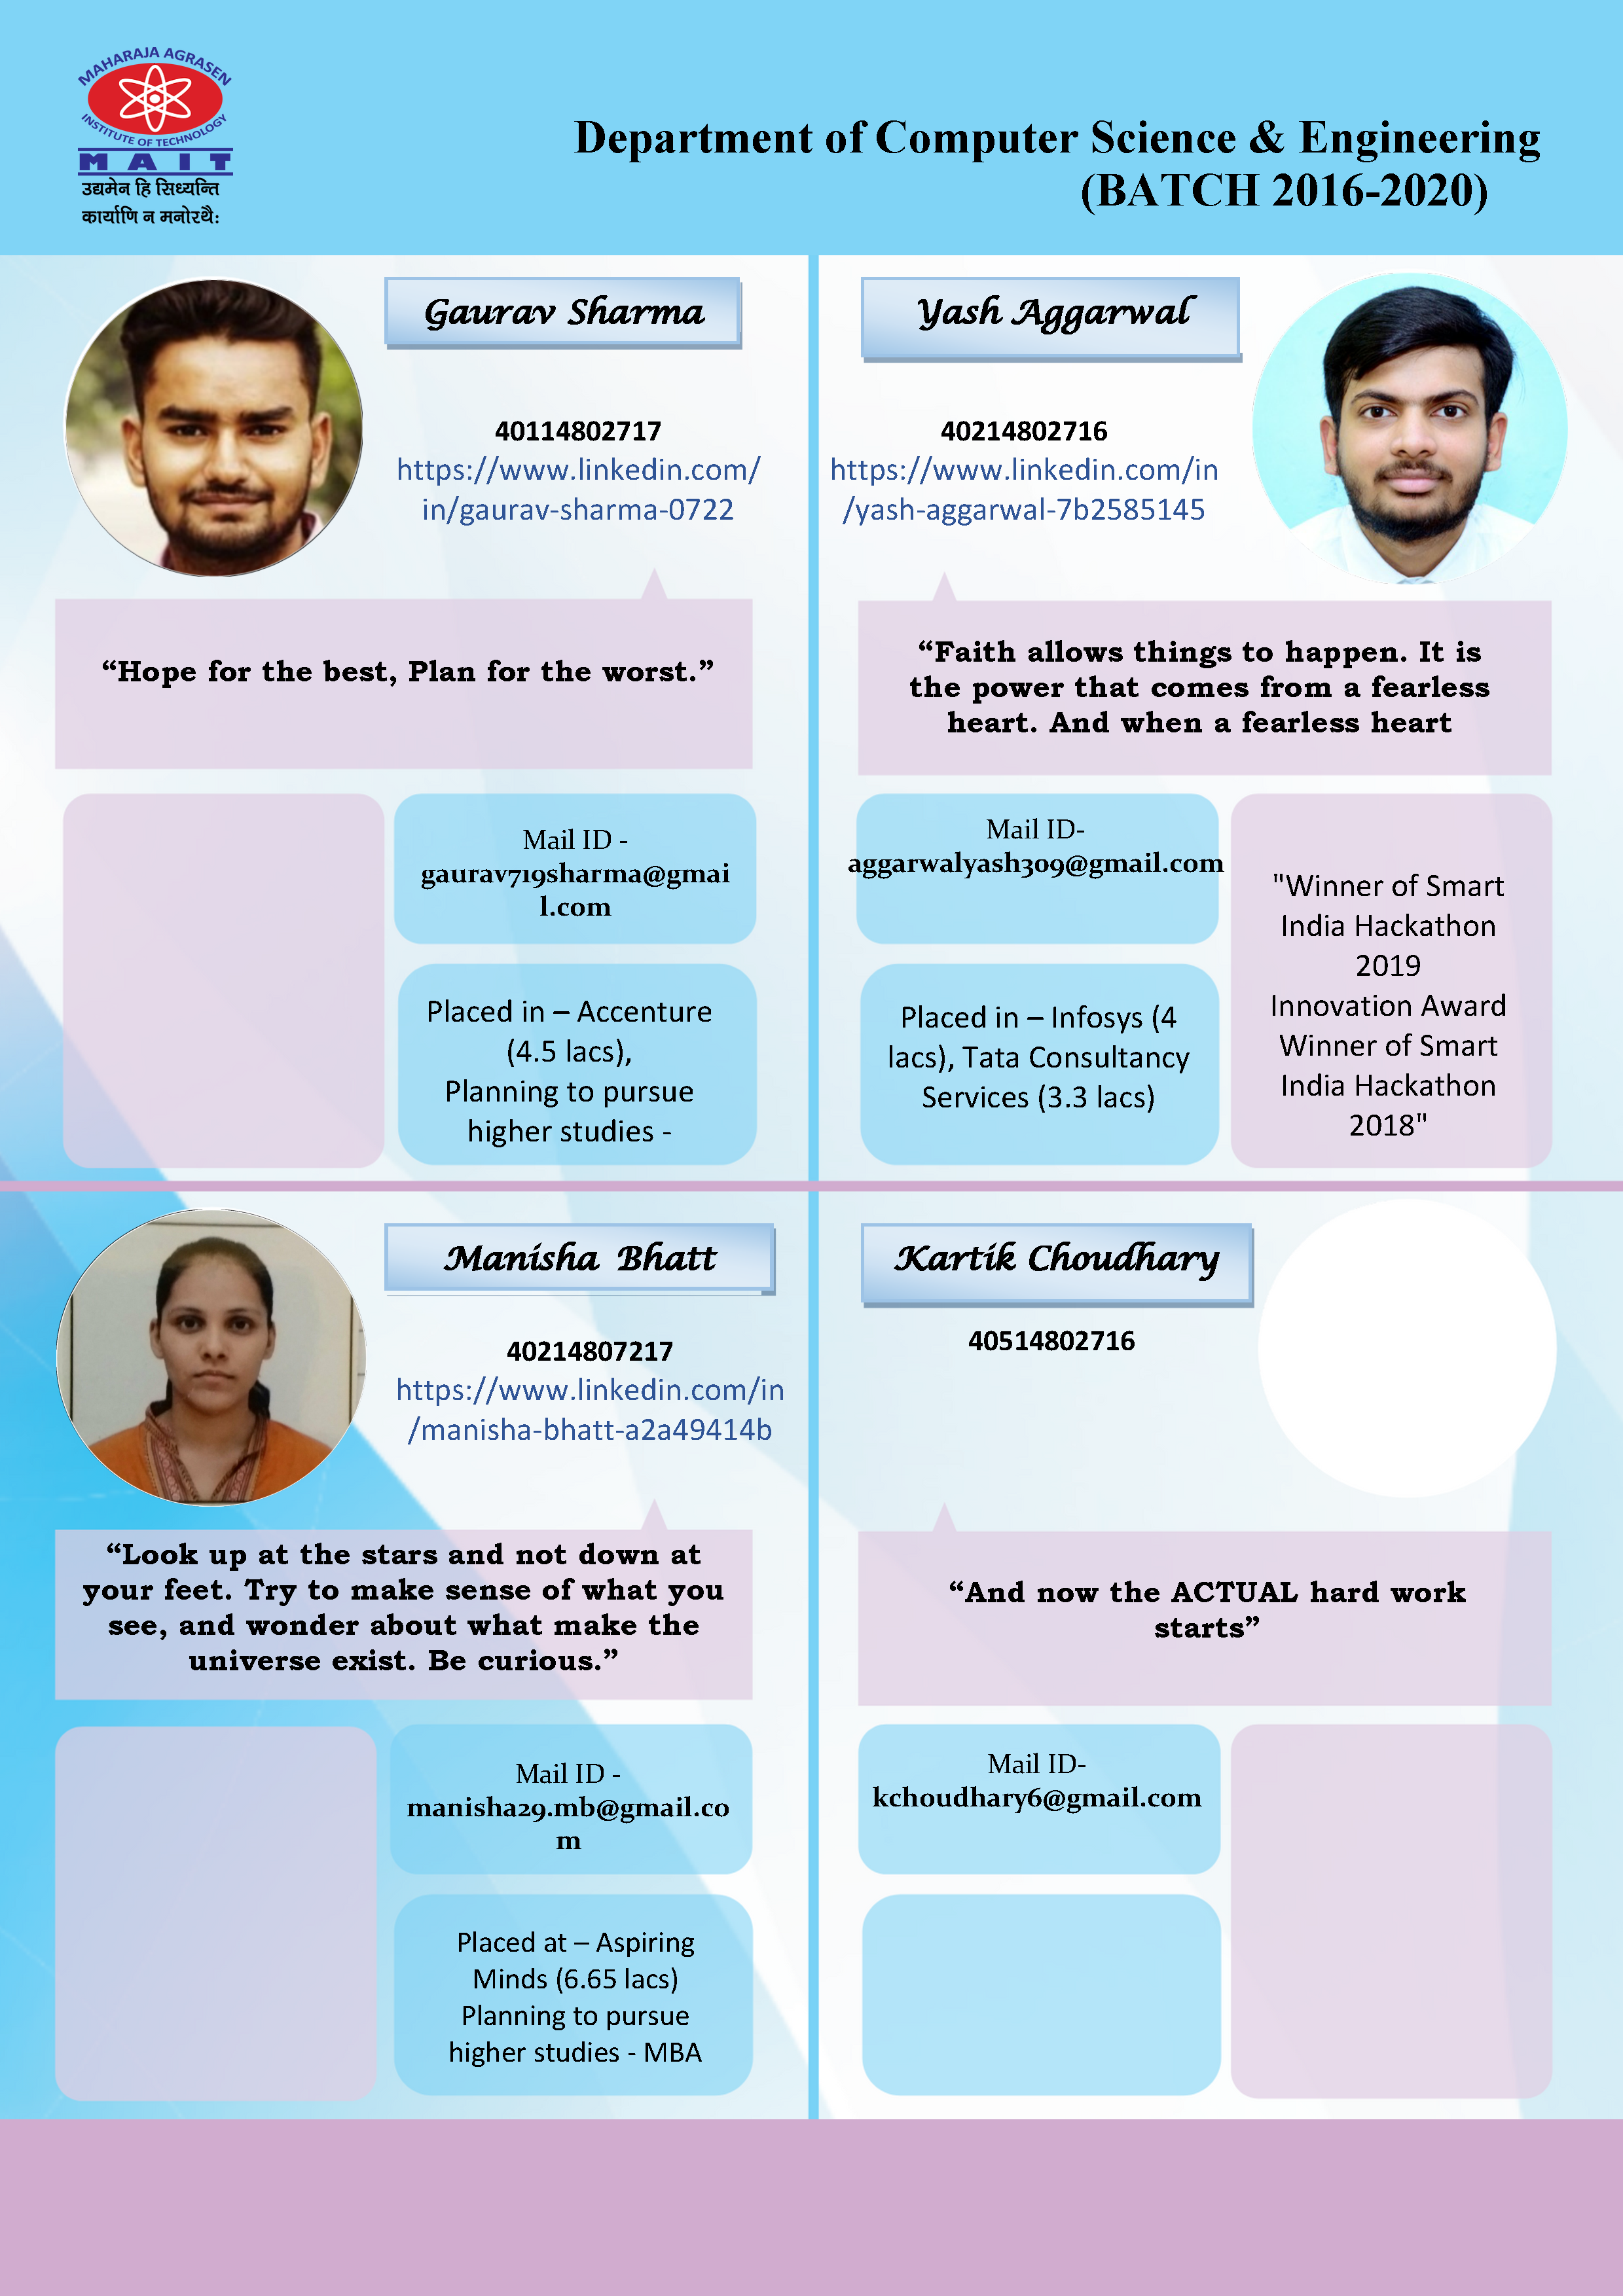 MAHARAJA AGRASEN
INSTITUTE OF TECHNOLOGY
MAIT
उद्यमेन हि सिध्यन्ति
कार्याणि न मनोरथै:
Department of Computer Science & Engineering
(BATCH 2016-2020)
Gaurav Sharma
40114802717
https://www.linkedin.com/
in/gaurav-sharma-0722
“Hope for the best, Plan for the worst.”
Mail ID -
gaurav719sharma@gmai
l.com
Placed in – Accenture
(4.5 lacs),
Planning to pursue
higher studies -
Yash Aggarwal
40214802716
https://www.linkedin.com/in
/yash-aggarwal-7b2585145
“Faith allows things to happen. It is
the power that comes from a fearless
heart. And when a fearless heart
Mail ID-
aggarwalyash309@gmail.com
Placed in – Infosys (4
lacs), Tata Consultancy
Services (3.3 lacs)
"Winner of Smart
India Hackathon
2019
Innovation Award
Winner of Smart
India Hackathon
2018"
Manisha Bhatt
40214807217
https://www.linkedin.com/in
/manisha-bhatt-a2a49414b
“Look up at the stars and not down at
your feet. Try to make sense of what you
see, and wonder about what make the
universe exist. Be curious.”
Mail ID -
manisha29.mb@gmail.co
m
Placed at – Aspiring
Minds (6.65 lacs)
Planning to pursue
higher studies - MBA
Kartik Choudhary
40514802716
“And now the ACTUAL hard work
starts”
Mail ID-
kchoudhary6@gmail.com